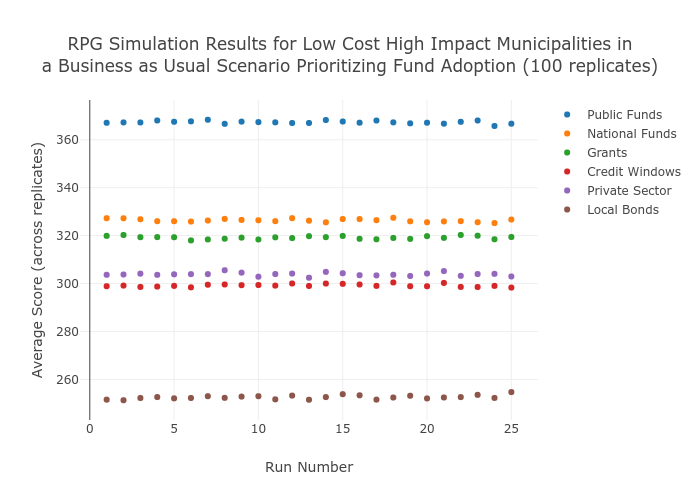 RPG Simulation Results for Low Cost High Impact Municipalities in
a Business as Usual Scenario Prioritizing Fund Adoption (100 replicates)
Public Funds
National Funds
Grants
Credit Windows
Private Sector
Local Bonds
Average Score (across replicates)
360
340
320
300
280
260
0
5
10
15
20
25
Run Number